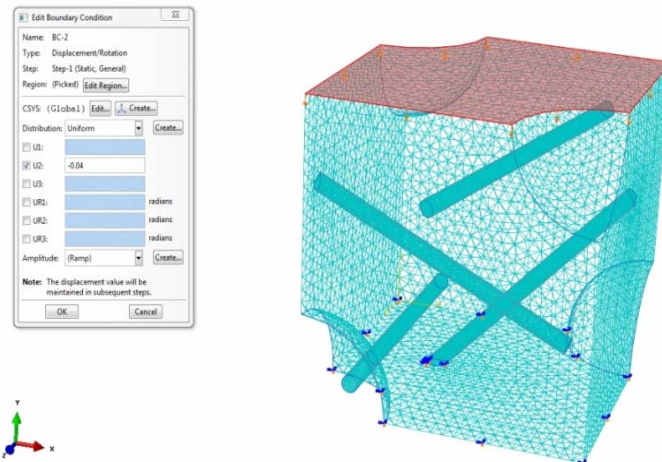 Edit Boundary Condition
Name: BC-2
Type: Displacement/Rotation
Step: Step-1 (Static, General)
Region: (Picked) Edit Region...
CSYS: (Global) Edit... Create...
Distribution: Uniform Create...
U1:
U2: -0.04
U3:
UR1: radians
UR2: radians
UR3: radians
Amplitude: (Ramp) Create...
Note: The displacement value will be
maintained in subsequent steps.
OK Cancel
Y
Z X